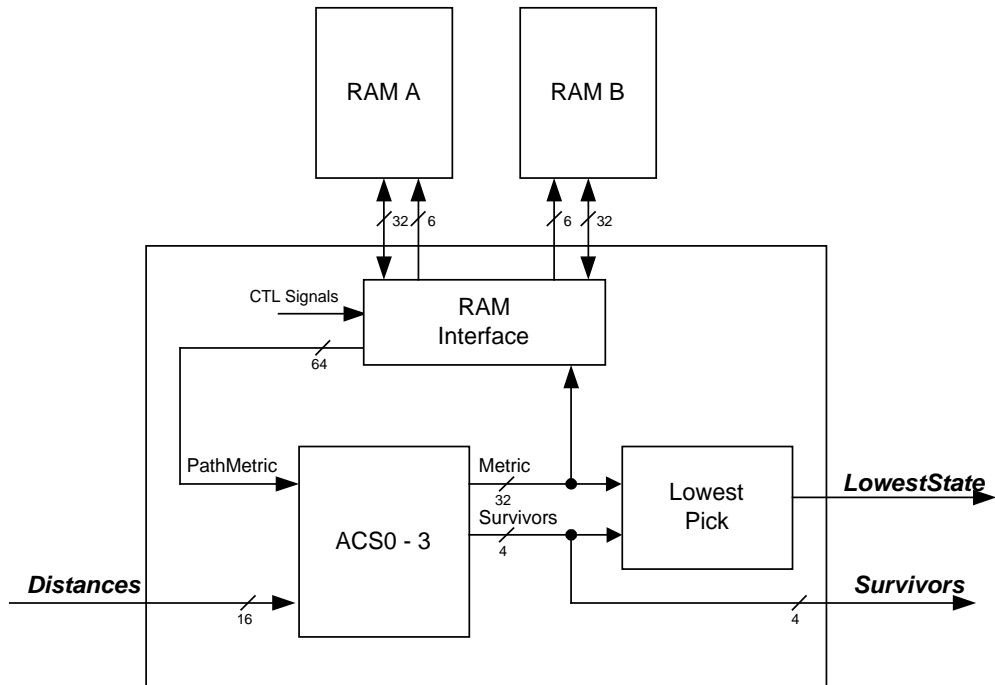 RAM A
RAM B
32
6
6
32
CTL Signals
RAM
Interface
64
PathMetric
Metric
32
Survivors
4
ACS0 - 3
Lowest
Pick
LowestState
Distances
16
Survivors
4